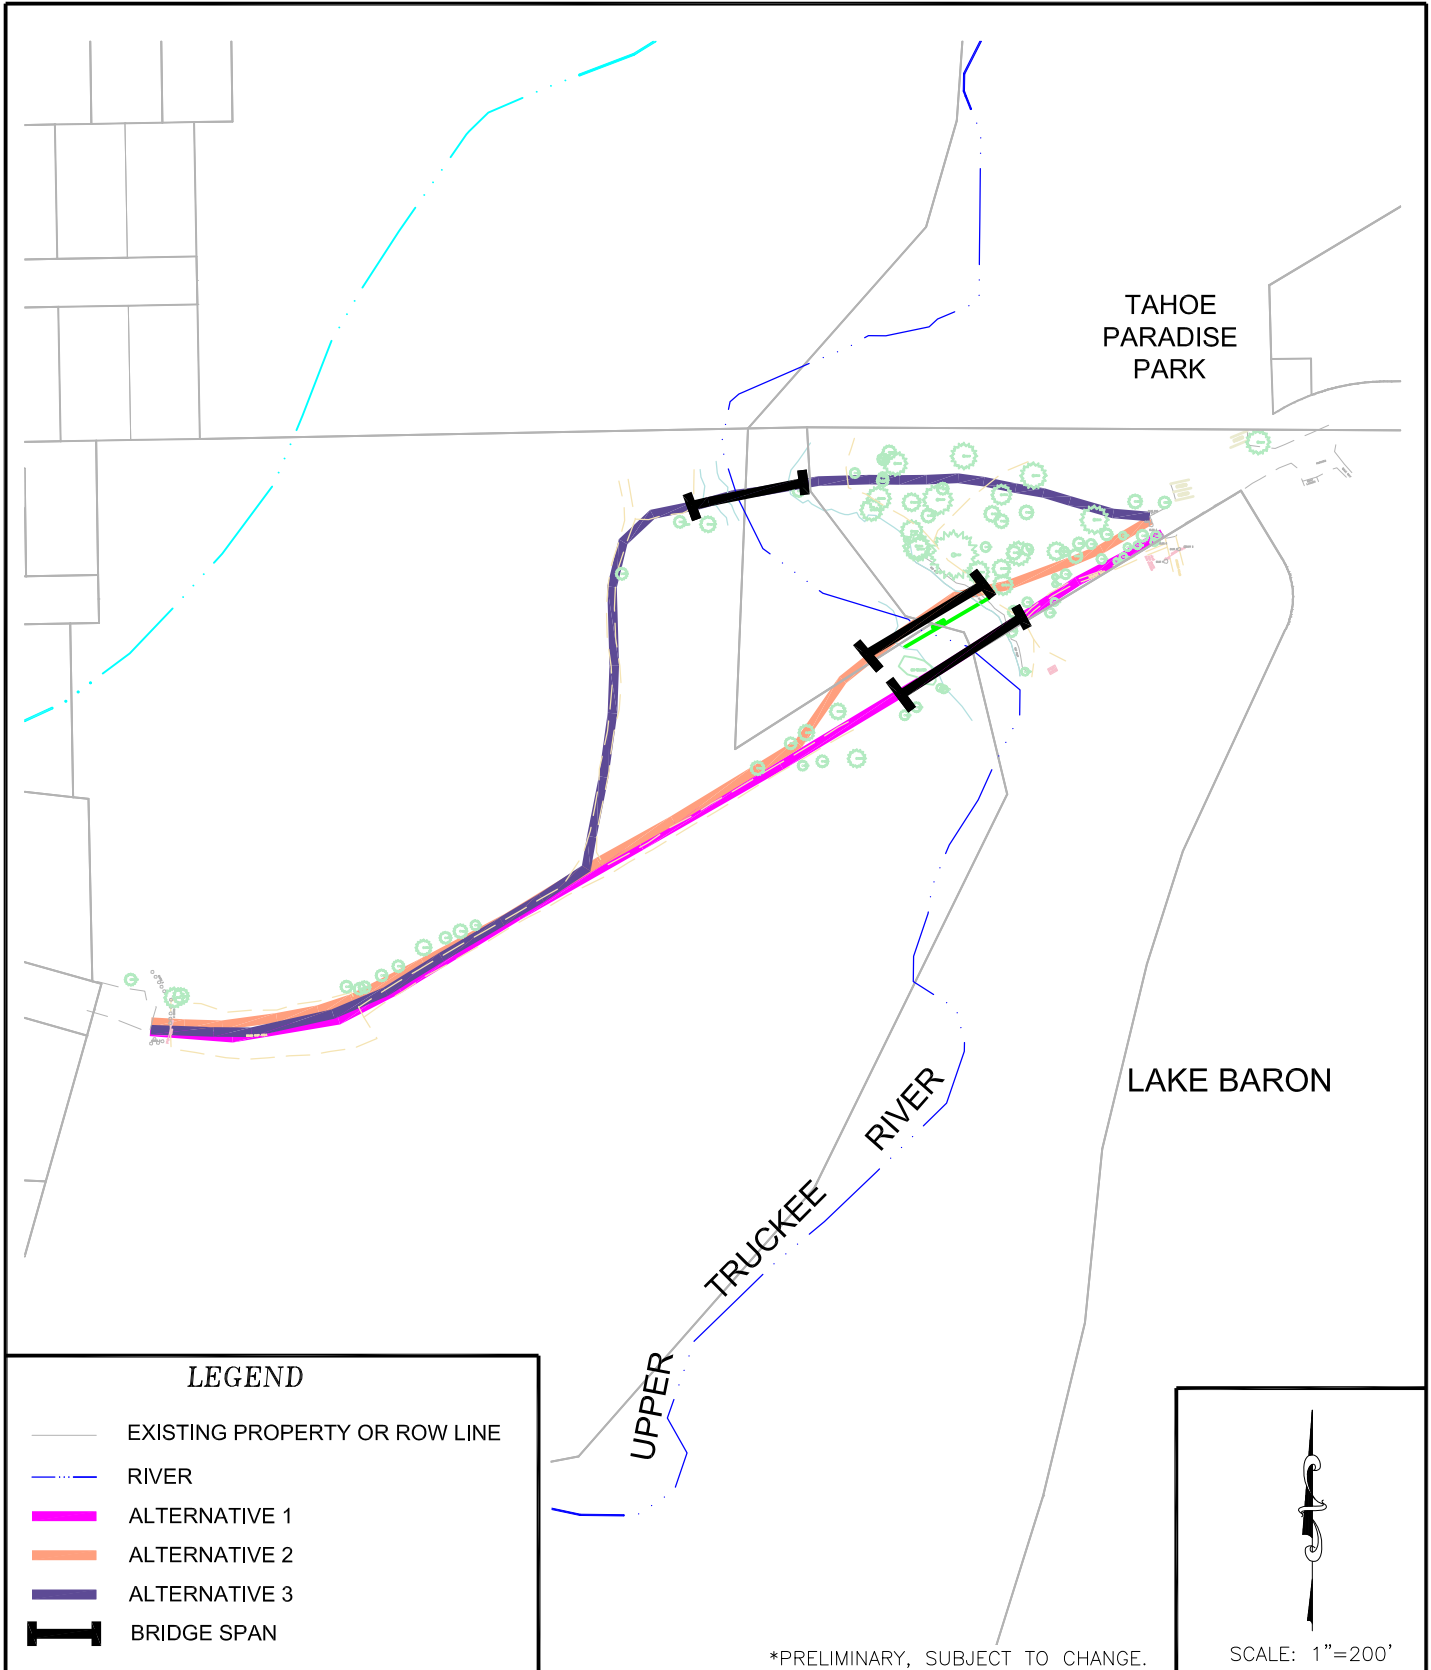 TAHOE
PARADISE
PARK
LAKE BARON
RIVER
TRUCKEE
UPPER
LEGEND
EXISTING PROPERTY OR ROW LINE
RIVER
ALTERNATIVE 1
ALTERNATIVE 2
ALTERNATIVE 3
BRIDGE SPAN
*PRELIMINARY, SUBJECT TO CHANGE.
SCALE: 1"=200'